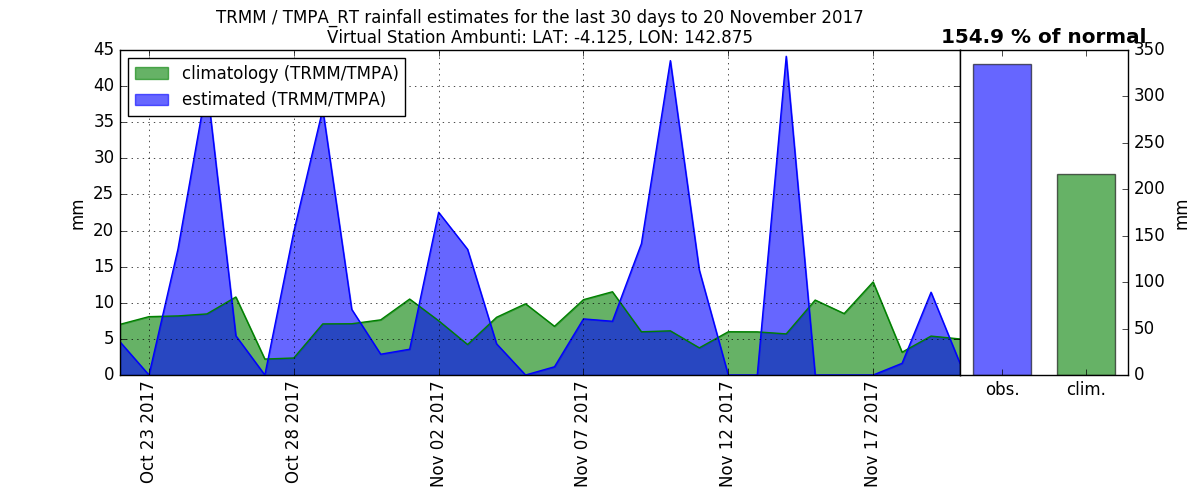 TRMM / TMPA_RT rainfall estimates for the last 30 days to 20 November 2017
Virtual Station Ambunti: LAT: -4.125, LON: 142.875
154.9 % of normal
climatology (TRMM/TMPA)
estimated (TRMM/TMPA)
45
40
35
30
25
20
15
10
5
0
mm
Oct 23 2017
Oct 28 2017
Nov 02 2017
Nov 07 2017
Nov 12 2017
Nov 17 2017
350
300
250
200
150
100
50
0
mm
obs.
clim.